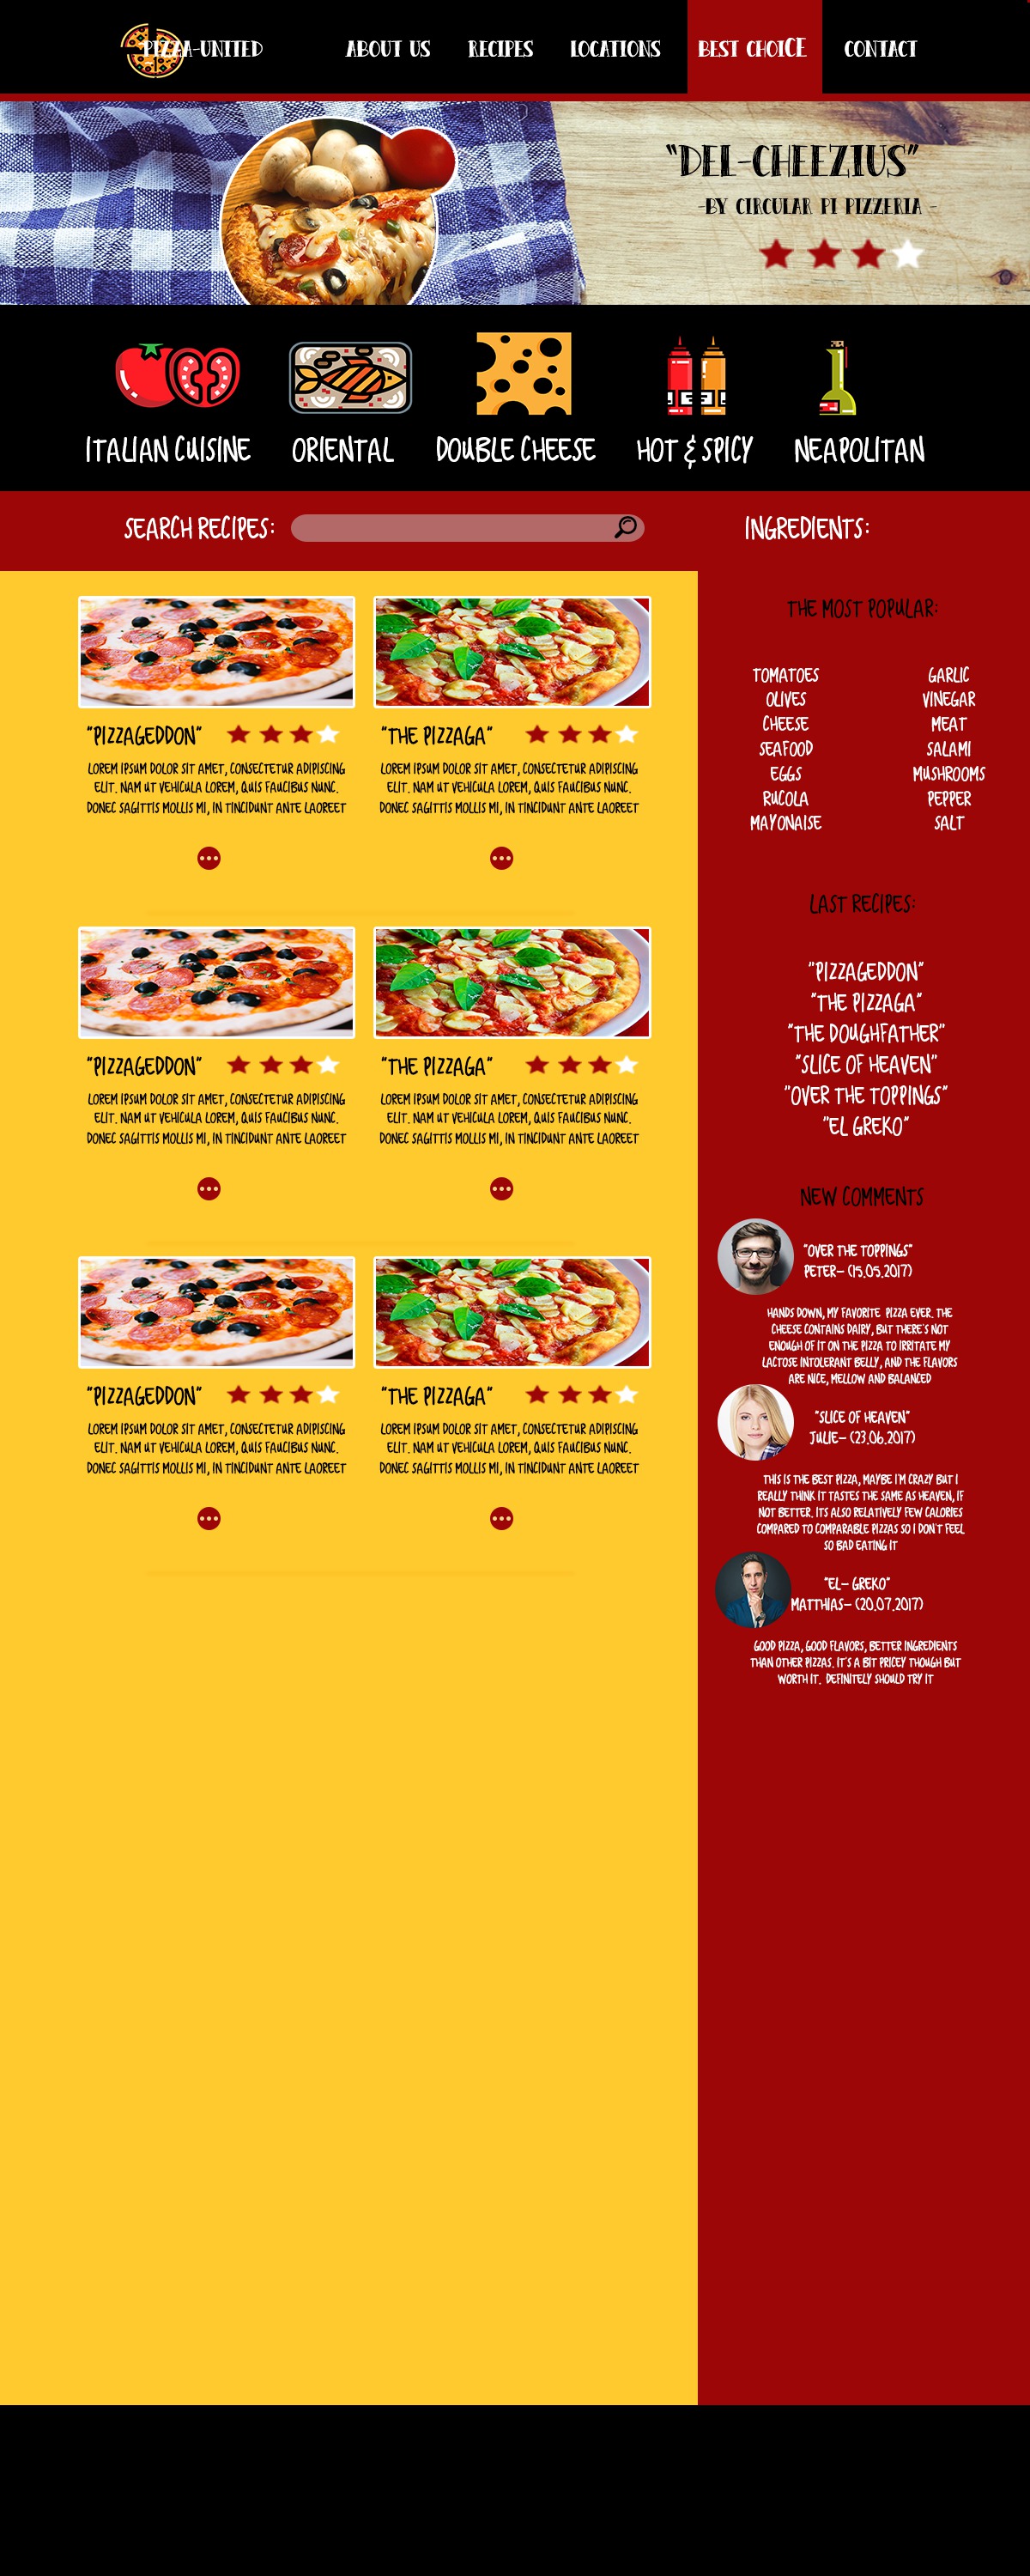 PIZZA-UNITED
ABOUT US
RECIPES
LOCATIONS
BEST CHOICE
CONTACT
"DEL-CHEEZIUS"
-BY CIRCULAR PI PIZZERIA -
ITALIAN CUISINE
ORIENTAL
DOUBLE CHEESE
HOT & SPICY
NEAPOLITAN
SEARCH RECIPES:
INGREDIENTS:
"PIZZAGEDDON"
LOREM IPSUM DOLOR SIT AMET, CONSECTETUR ADIPISCING
ELIT. NAM UT VEHICULA LOREM, QUIS FAUCIBUS NUNC.
DONEC SAGITTIS MOLLIS MI, IN TINCIDUNT ANTE LAOREET
"THE PIZZAGA"
LOREM IPSUM DOLOR SIT AMET, CONSECTETUR ADIPISCING
ELIT. NAM UT VEHICULA LOREM, QUIS FAUCIBUS NUNC.
DONEC SAGITTIS MOLLIS MI, IN TINCIDUNT ANTE LAOREET
"PIZZAGEDDON"
LOREM IPSUM DOLOR SIT AMET, CONSECTETUR ADIPISCING
ELIT. NAM UT VEHICULA LOREM, QUIS FAUCIBUS NUNC.
DONEC SAGITTIS MOLLIS MI, IN TINCIDUNT ANTE LAOREET
"THE PIZZAGA"
LOREM IPSUM DOLOR SIT AMET, CONSECTETUR ADIPISCING
ELIT. NAM UT VEHICULA LOREM, QUIS FAUCIBUS NUNC.
DONEC SAGITTIS MOLLIS MI, IN TINCIDUNT ANTE LAOREET
"PIZZAGEDDON"
LOREM IPSUM DOLOR SIT AMET, CONSECTETUR ADIPISCING
ELIT. NAM UT VEHICULA LOREM, QUIS FAUCIBUS NUNC.
DONEC SAGITTIS MOLLIS MI, IN TINCIDUNT ANTE LAOREET
"THE PIZZAGA"
LOREM IPSUM DOLOR SIT AMET, CONSECTETUR ADIPISCING
ELIT. NAM UT VEHICULA LOREM, QUIS FAUCIBUS NUNC.
DONEC SAGITTIS MOLLIS MI, IN TINCIDUNT ANTE LAOREET
THE MOST POPULAR:
TOMATOES
OLIVES
CHEESE
SEAFOOD
EGGS
RUCOLA
MAYONAISE
GARLIC
VINEGAR
MEAT
SALAMI
MUSHROOMS
PEPPER
SALT
LAST RECIPES:
"PIZZAGEDDON"
"THE PIZZAGA"
"THE DOUGHFATHER"
"SLICE OF HEAVEN"
"OVER THE TOPPINGS"
"EL GREKO"
NEW COMMENTS
"OVER THE TOPPINGS"
PETER- (15.05.2017)
HANDS DOWN, MY FAVORITE PIZZA EVER. THE
CHEESE CONTAINS DAIRY, BUT THERE'S NOT
ENOUGH OF IT ON THE PIZZA TO IRRITATE MY
LACTOSE INTOLERANT BELLY, AND THE FLAVORS
ARE NICE, MELLOW AND BALANCED
"SLICE OF HEAVEN"
JULIE- (23.06.2017)
THIS IS THE BEST PIZZA, MAYBE I'M CRAZY BUT I
REALLY THINK IT TASTES THE SAME AS HEAVEN, IF
NOT BETTER. ITS ALSO RELATIVELY FEW CALORIES
COMPARED TO COMPARABLE PIZZAS SO I DON'T FEEL
SO BAD EATING IT
"EL- GREKO"
MATTHIAS- (20.07.2017)
GOOD PIZZA, GOOD FLAVORS, BETTER INGREDIENTS
THAN OTHER PIZZAS. IT'S A BIT PRICEY THOUGH BUT
WORTH IT. DEFINITELY SHOULD TRY IT